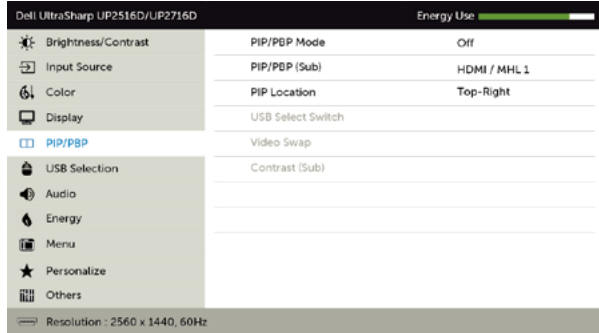 Dell UltraSharp UP2516D/UP2716D Energy Use
Brightness/Contrast PIP/PBP Mode Off
Input Source PIP/PBP (Sub) HDMI / MHL 1
Color PIP Location Top-Right
Display USB Select Switch
PIP/PBP Video Swap
USB Selection Contrast (Sub)
Audio
Energy
Menu
Personalize
Others
Resolution : 2560 x 1440, 60Hz